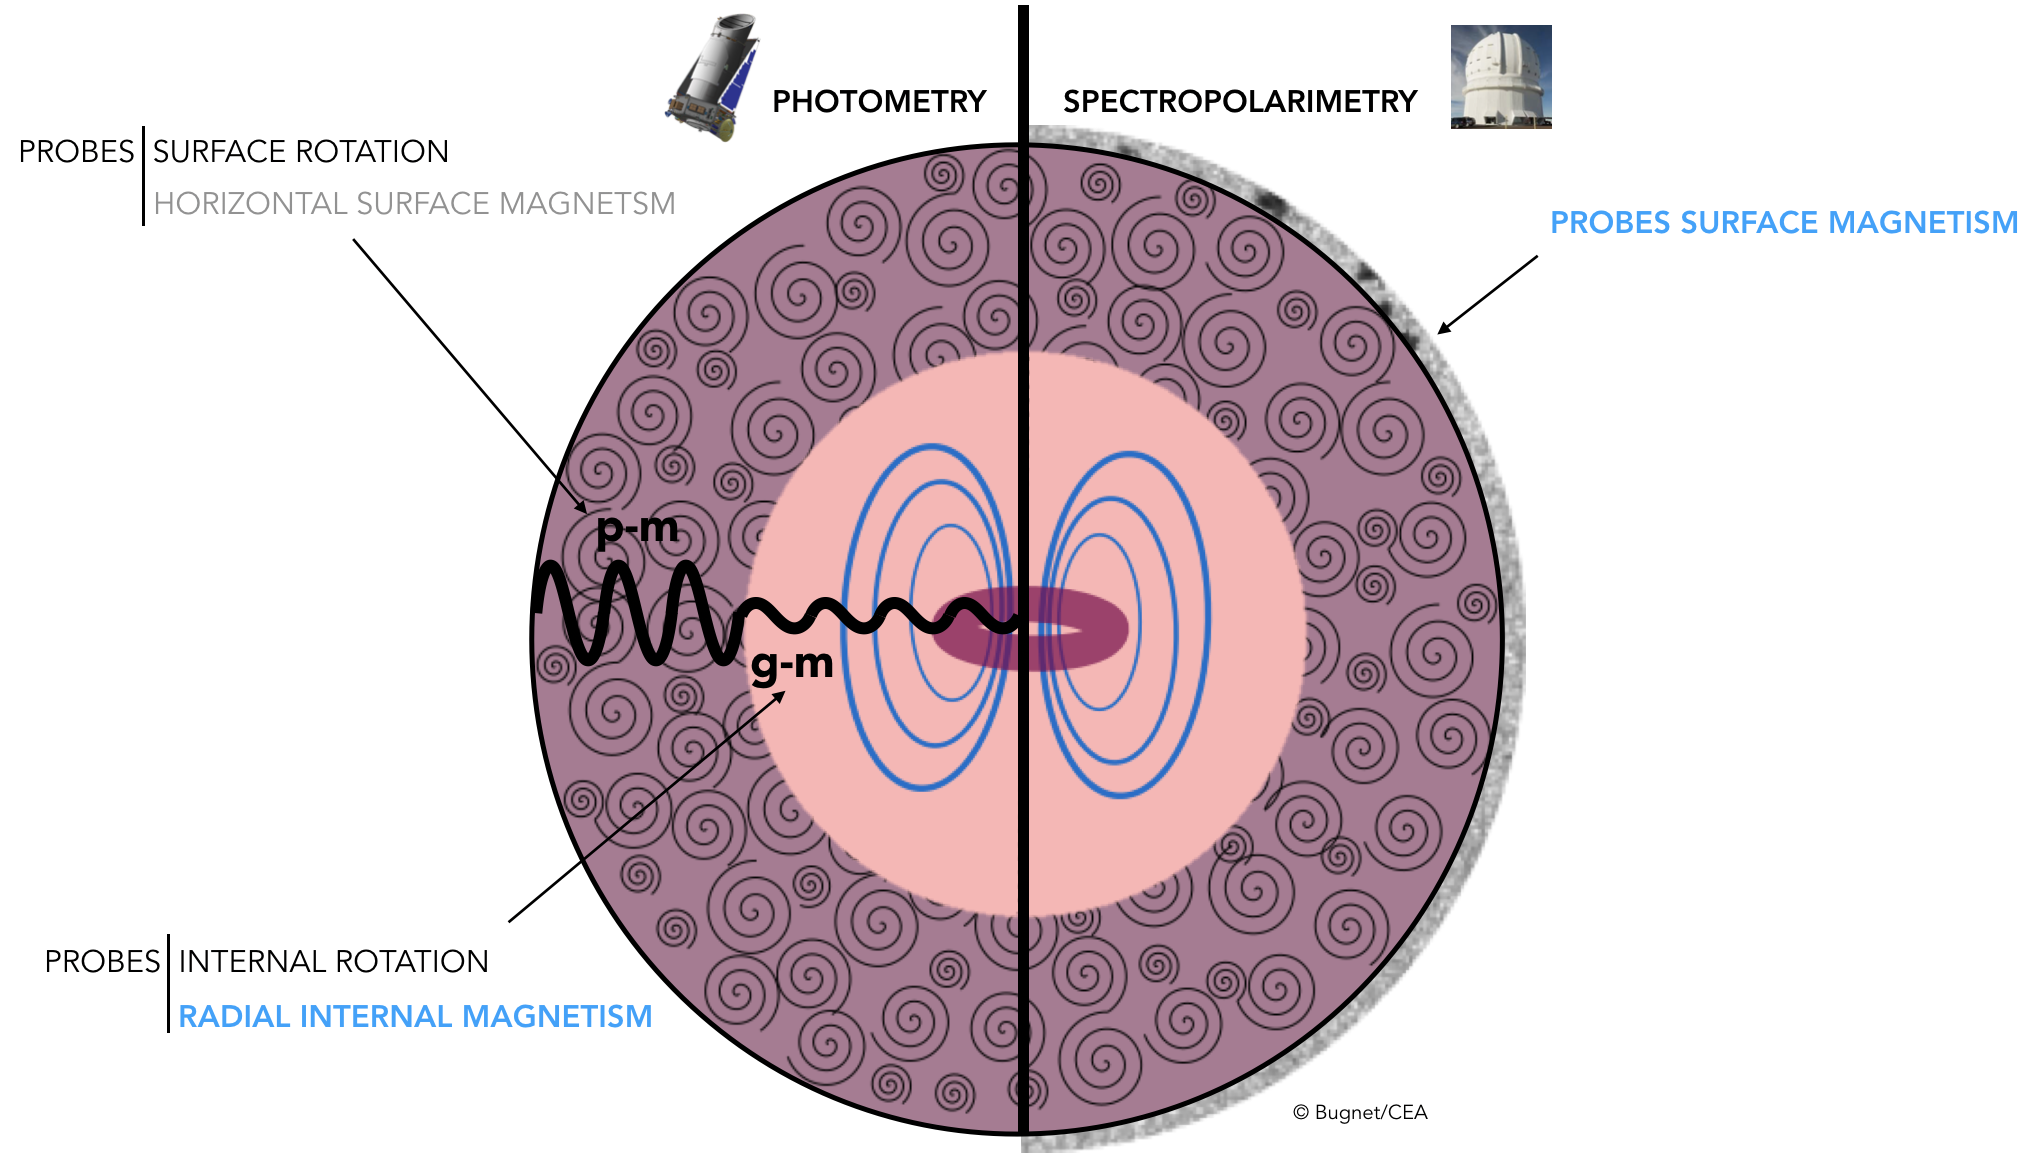 PHOTOMETRY
SPECTROPOLARIMETRY
PROBES SURFACE ROTATION
HORIZONTAL SURFACE MAGNETSM
PROBES SURFACE MAGNETISM
p-m
g-m
PROBES INTERNAL ROTATION
RADIAL INTERNAL MAGNETISM
© Bugnet/CEA